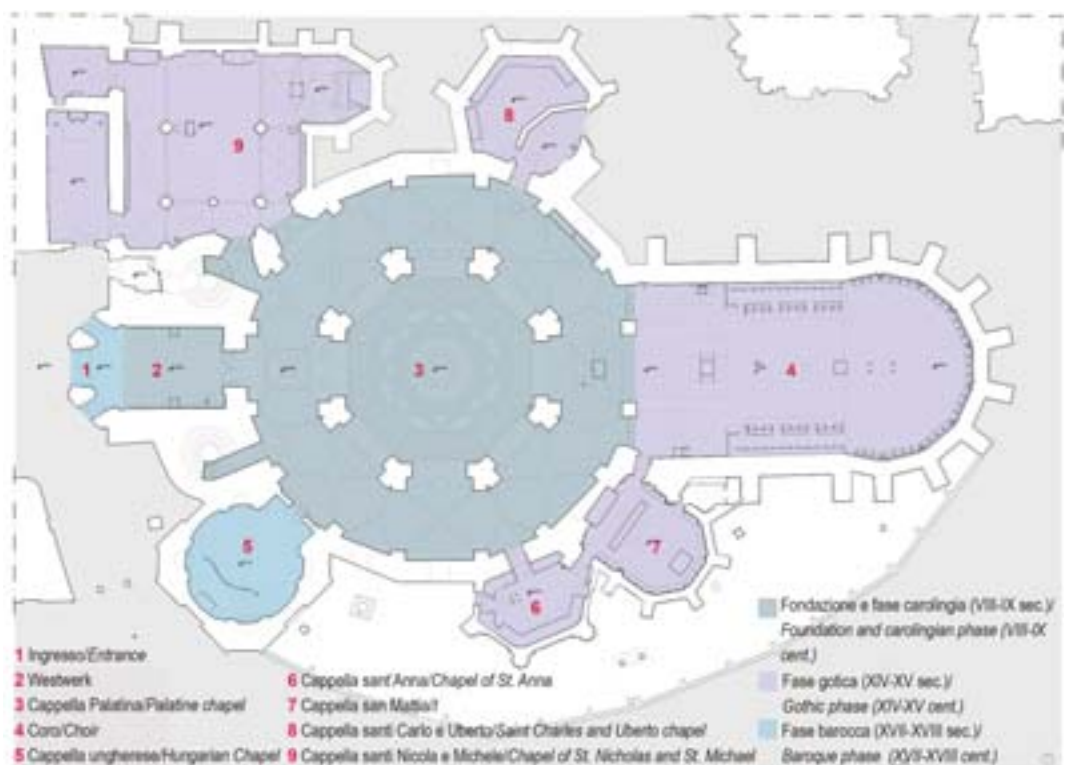 9
8
1
2
3
4
5
6
7
1 Ingresso/Entrance
2 Westwerk
3 Cappella Palatina/Palatine chapel
4 Coro/Choir
5 Cappella ungherese/Hungarian Chapel
6 Cappella sant'Anna/Chapel of St. Anna
7 Cappella san Mattia/t
8 Cappella santi Carlo e Uberto/Saint Charles and Uberto chapel
9 Cappella santi Nicola e Michele/Chapel of St. Nicholas and St. Michael
Fondazione e fase carolingia (VIII-IX sec.)/
Foundation and carolingian phase (VIII-IX
cent.)
Fase gotica (XIV-XV sec.)/
Gothic phase (XIV-XV cent.)
Fase barocca (XVII-XVIII sec.)/
Baroque phase (XVII-XVIII cent.)